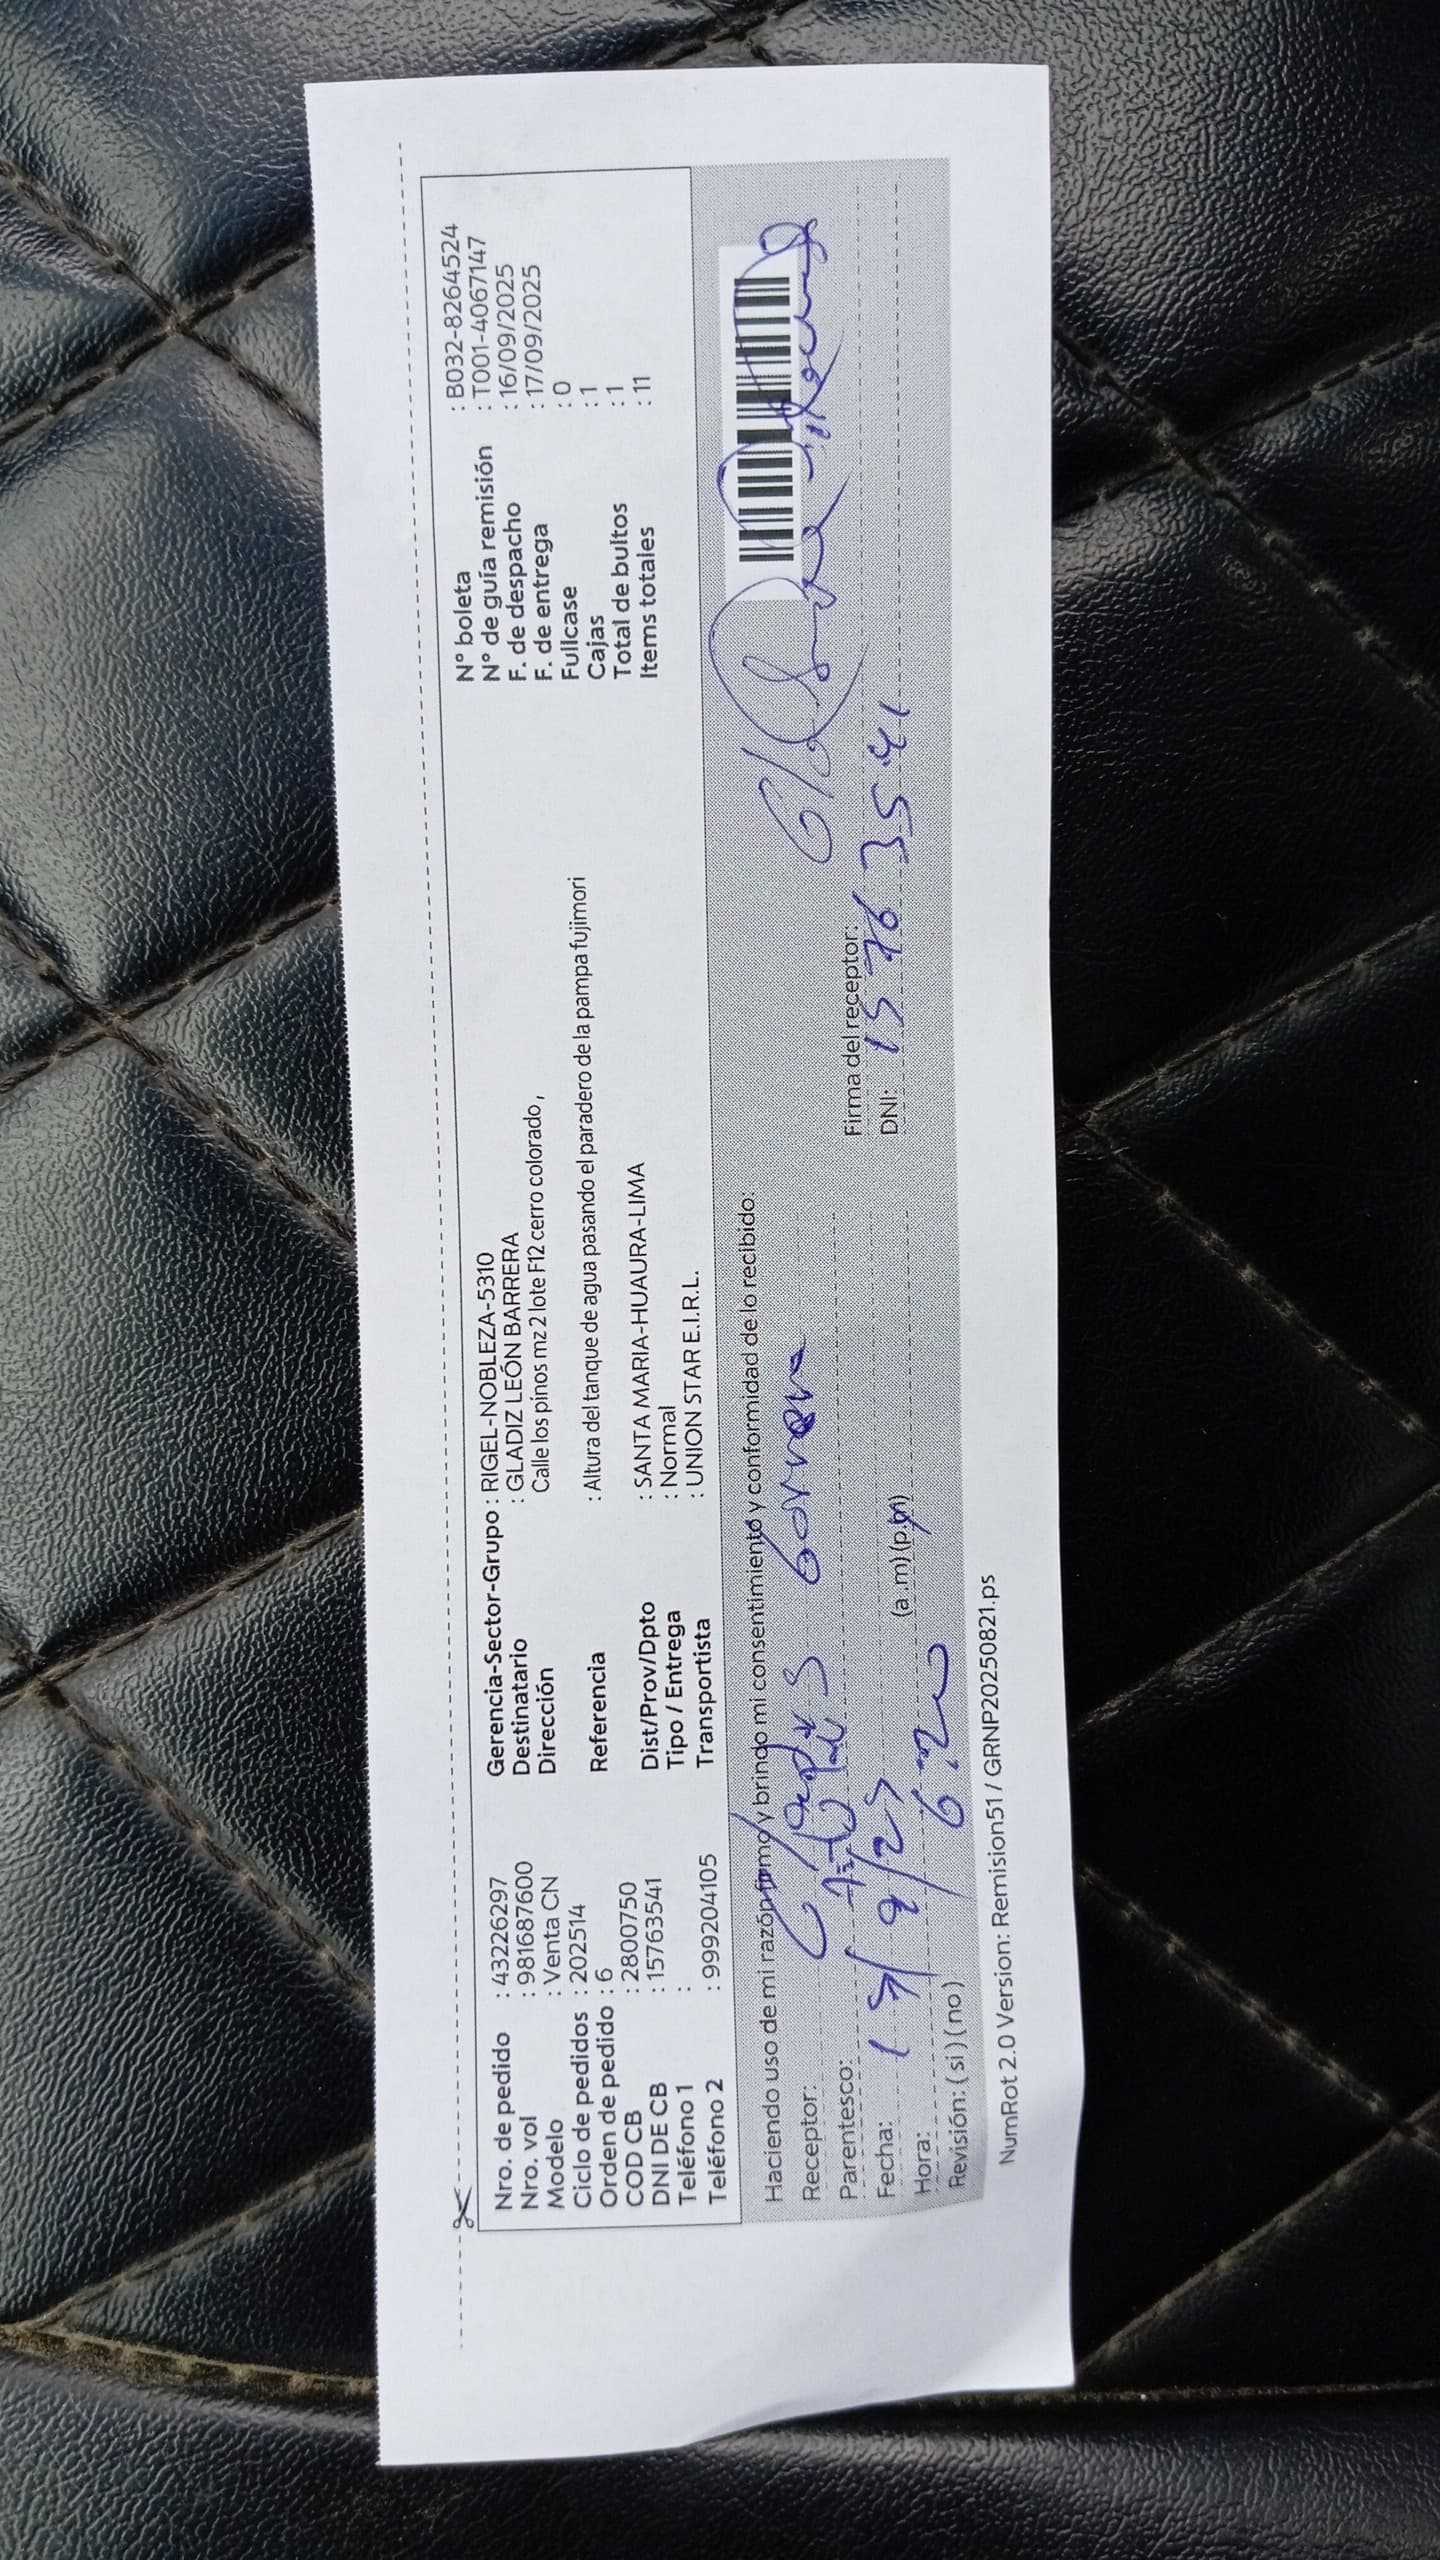 Nro. de pedido : 43226297
Nro. vol : 981687600
Modelo : Venta CN
Ciclo de pedidos : 202514
Orden de pedido : 6
COD CB : 2800750
DNI DE CB : 15763541
Teléfono 1 :
Teléfono 2 : 999204105
Gerencia-Sector-Grupo : RIGEL-NOBLEZA-5310
Destinatario : GLADIZ LEÓN BARRERA
Dirección Calle los pinos mz 2 lote F12 cerro colorado ,
Referencia : Altura del tanque de agua pasando el paradero de la pampa fujimori
Dist/Prov/Dpto : SANTA MARIA-HUAURA-LIMA
Tipo / Entrega : Normal
Transportista : UNION STAR E.I.R.L.
N° boleta : B032-8264524
N° de guía remisión : T001-4067147
F. de despacho : 16/09/2025
F. de entrega : 17/09/2025
Fullcase : 0
Cajas : 1
Total de bultos : 1
Items totales : 11
Haciendo uso de mi razón firmo y brindo mi consentimiento y conformidad de lo recibido:
Receptor:
Parentesco:
Fecha: 17/9/25
Hora: (a.m) (p.m)
Revisión: ( si ) ( no )
Firma del receptor:
DNI: 15763541
NumRot 2.0 Version: Remision51 / GRNP20250821.ps